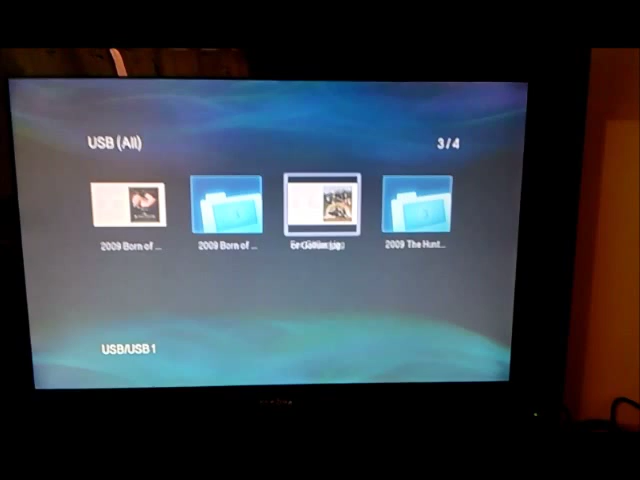 USB (All)
3 / 4
2009 Born of ...
2009 Born of ...
2009 The Hunt...
USB/USB1